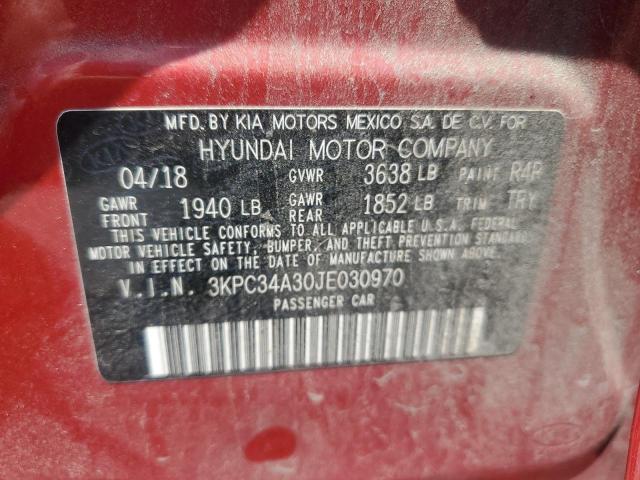 MFD. BY KIA MOTORS MEXICO S.A. DE C.V. FOR
HYUNDAI MOTOR COMPANY
04/18 GVWR 3638 LB PAINT R4R
GAWR FRONT 1940 LB GAWR REAR 1852 LB TRIM TRY
THIS VEHICLE CONFORMS TO ALL APPLICABLE U.S.A. FEDERAL
MOTOR VEHICLE SAFETY, BUMPER, AND THEFT PREVENTION STANDARDS
IN EFFECT ON THE DATE OF MANUFACTURE SHOWN ABOVE
V.I.N. 3KPC34A30JE030970
PASSENGER CAR